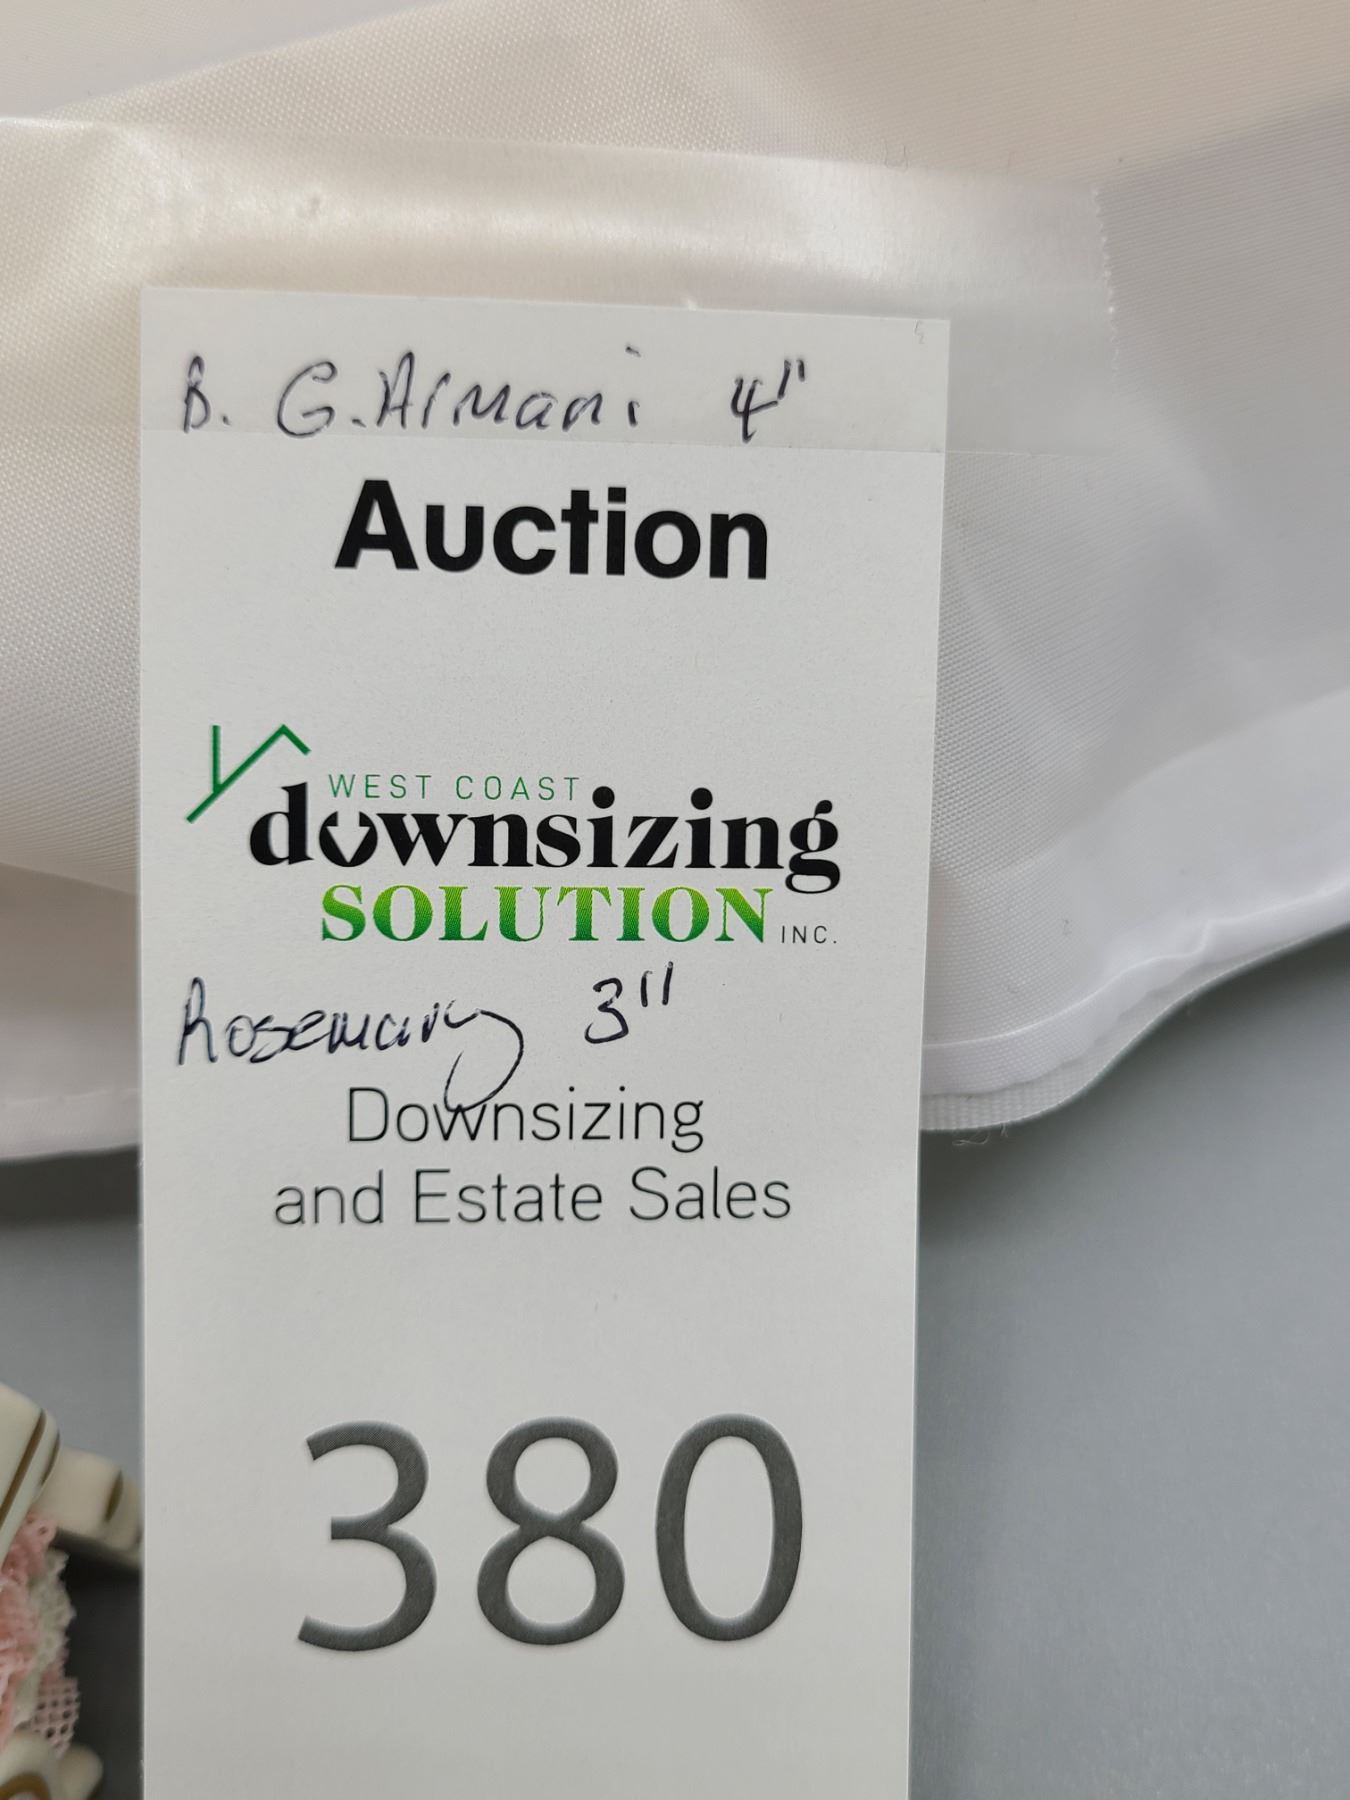 B. G. Armani 4"
Auction
WEST COAST
downsizing
SOLUTION INC.
Rosemary 3"
Downsizing
and Estate Sales
380